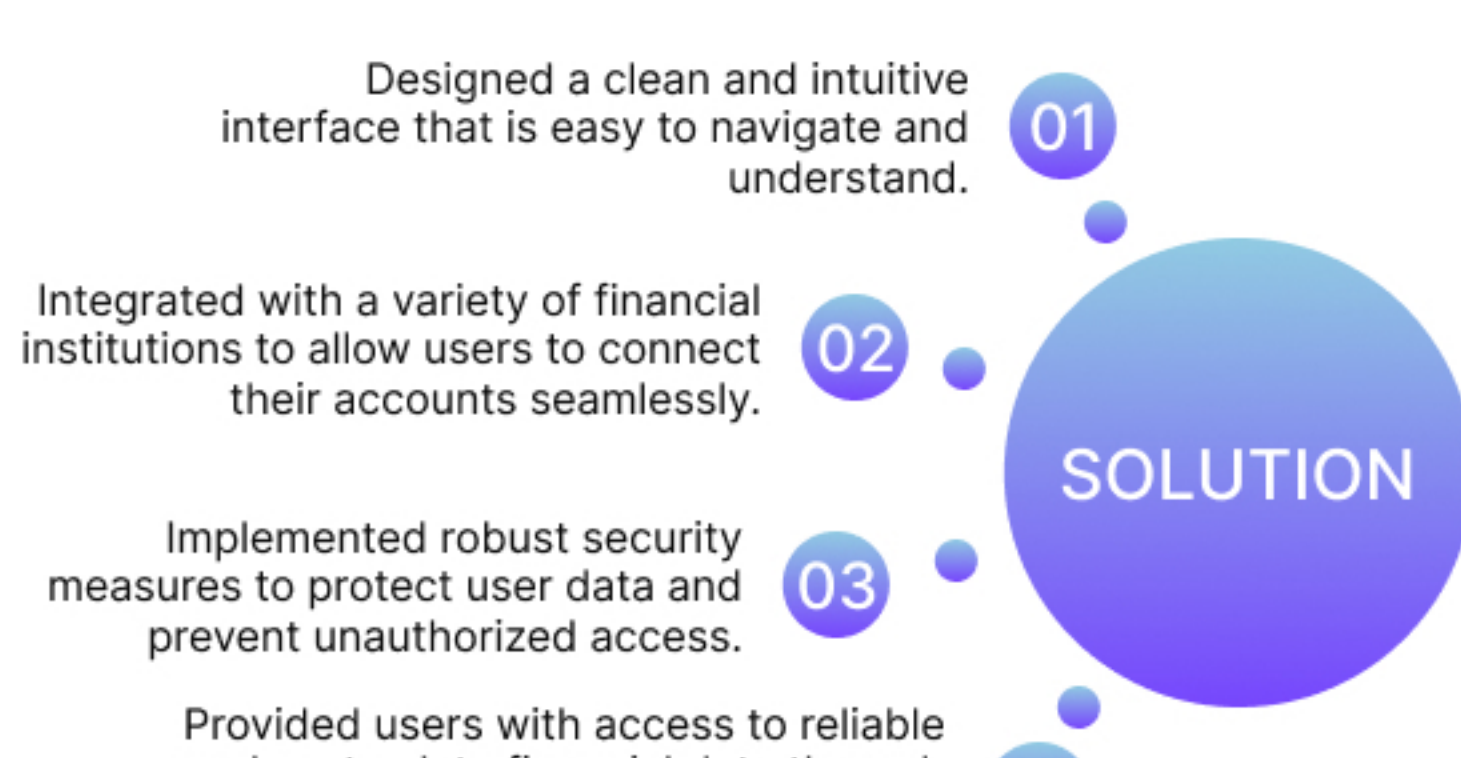 Designed a clean and intuitive
interface that is easy to navigate and
understand.
01
Integrated with a variety of financial
institutions to allow users to connect
their accounts seamlessly.
02
SOLUTION
Implemented robust security
measures to protect user data and
prevent unauthorized access.
03
Provided users with access to reliable